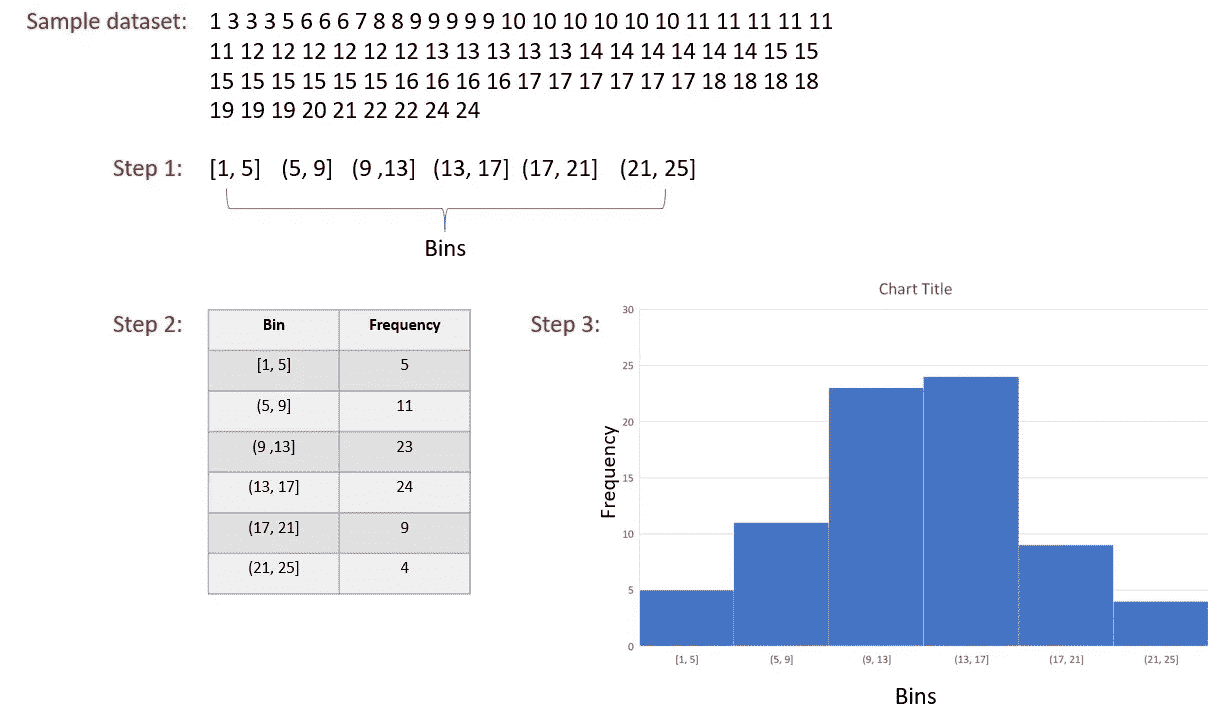 Sample dataset: 1 3 3 3 5 6 6 6 7 8 8 9 9 9 9 9 10 10 10 10 10 10 11 11 11 11 11
11 12 12 12 12 12 12 13 13 13 13 13 14 14 14 14 14 14 15 15
15 15 15 15 15 15 16 16 16 16 17 17 17 17 17 17 18 18 18 18
19 19 19 20 21 22 22 24 24
Step 1: [1, 5] (5, 9] (9 ,13] (13, 17] (17, 21] (21, 25]
Bins
Step 2:
Bin Frequency
[1, 5] 5
(5, 9] 11
(9 ,13] 23
(13, 17] 24
(17, 21] 9
(21, 25] 4
Step 3:
Chart Title
Frequency
30
25
20
15
10
5
0
[1, 5] (5, 9] (9, 13] (13, 17] (17, 21] (21, 25]
Bins